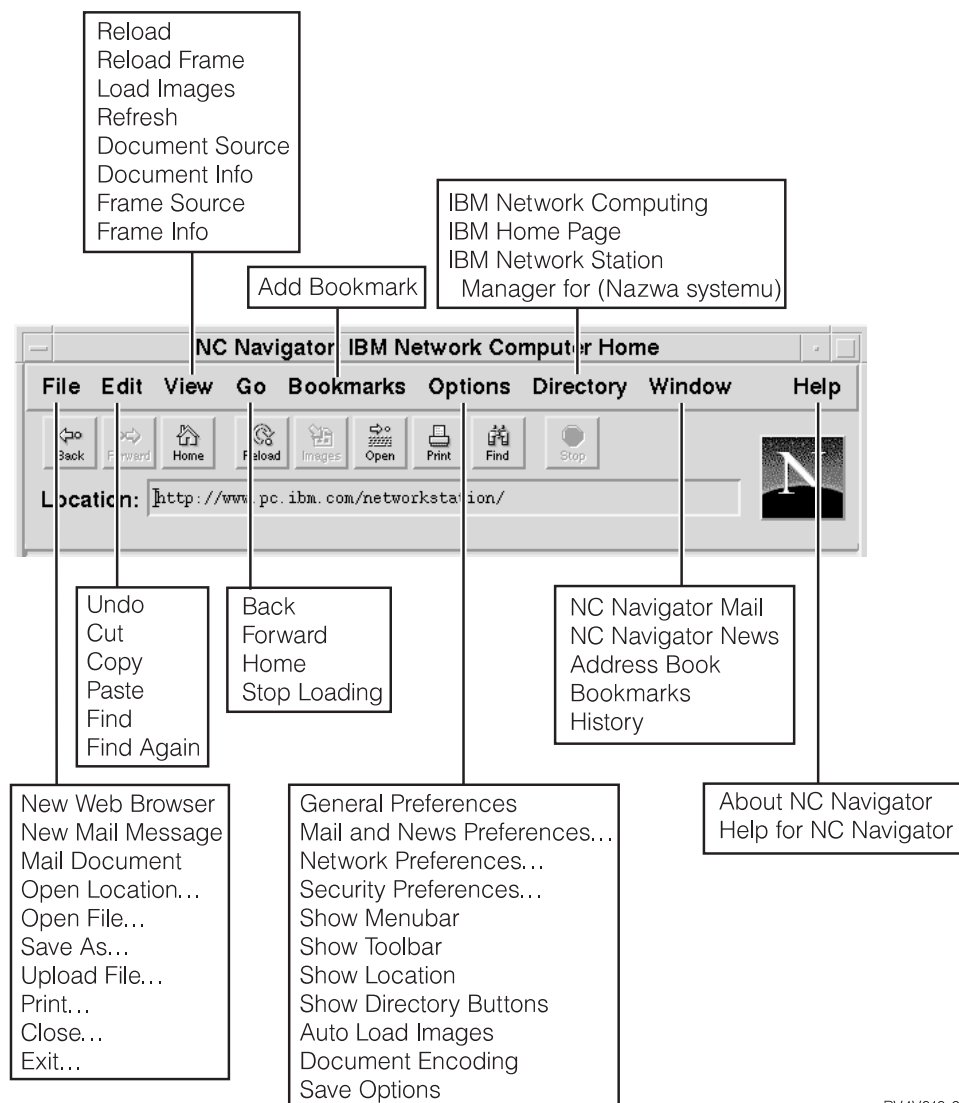 Reload
Reload Frame
Load Images
Refresh
Document Source
Document Info
Frame Source
Frame Info
IBM Network Computing
IBM Home Page
IBM Network Station
Manager for (Nazwa systemu)
Add Bookmark
NC Navigator IBM Network Computer Home
File Edit View Go Bookmarks Options Directory Window Help
Back Forward Home Reload Images Open Print Find Stop
N
Location: http://www.pc.ibm.com/networkstation/
Undo
Cut
Copy
Paste
Find
Find Again
Back
Forward
Home
Stop Loading
NC Navigator Mail
NC Navigator News
Address Book
Bookmarks
History
New Web Browser
New Mail Message
Mail Document
Open Location...
Open File...
Save As...
Upload File...
Print...
Close...
Exit...
General Preferences
Mail and News Preferences...
Network Preferences...
Security Preferences...
Show Menubar
Show Toolbar
Show Location
Show Directory Buttons
Auto Load Images
Document Encoding
Save Options
About NC Navigator
Help for NC Navigator